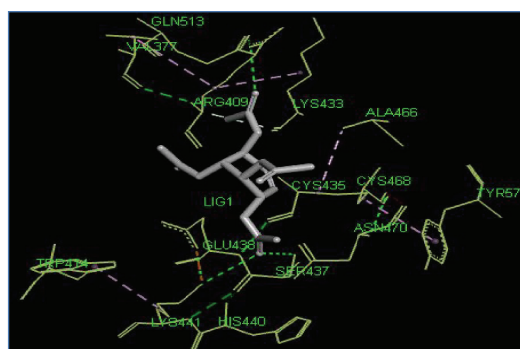 GLN513
VAL377
ARG409
LYS433
ALA466
CYS435
CYS468
TYR57
LIG1
ASN470
GLU438
SER437
TRP414
LYS441
HIS440